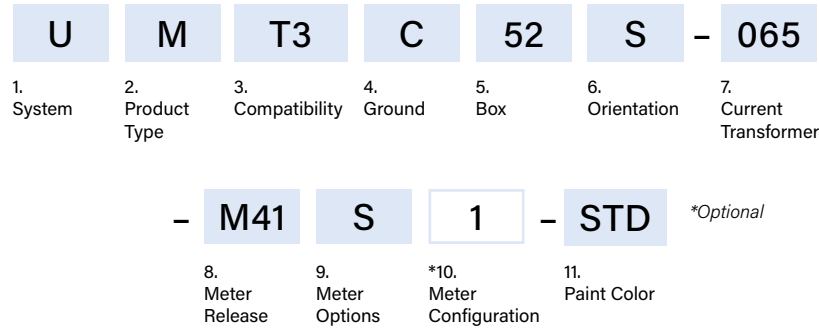 U M T3 C 52 S – 065
1. 2. 3. 4. 5. 6. 7.
System Product Compatibility Ground Box Orientation Current
Type Transformer
– M41 S 1 – STD *Optional
8. 9. *10. 11.
Meter Meter Meter Paint Color
Release Options Configuration